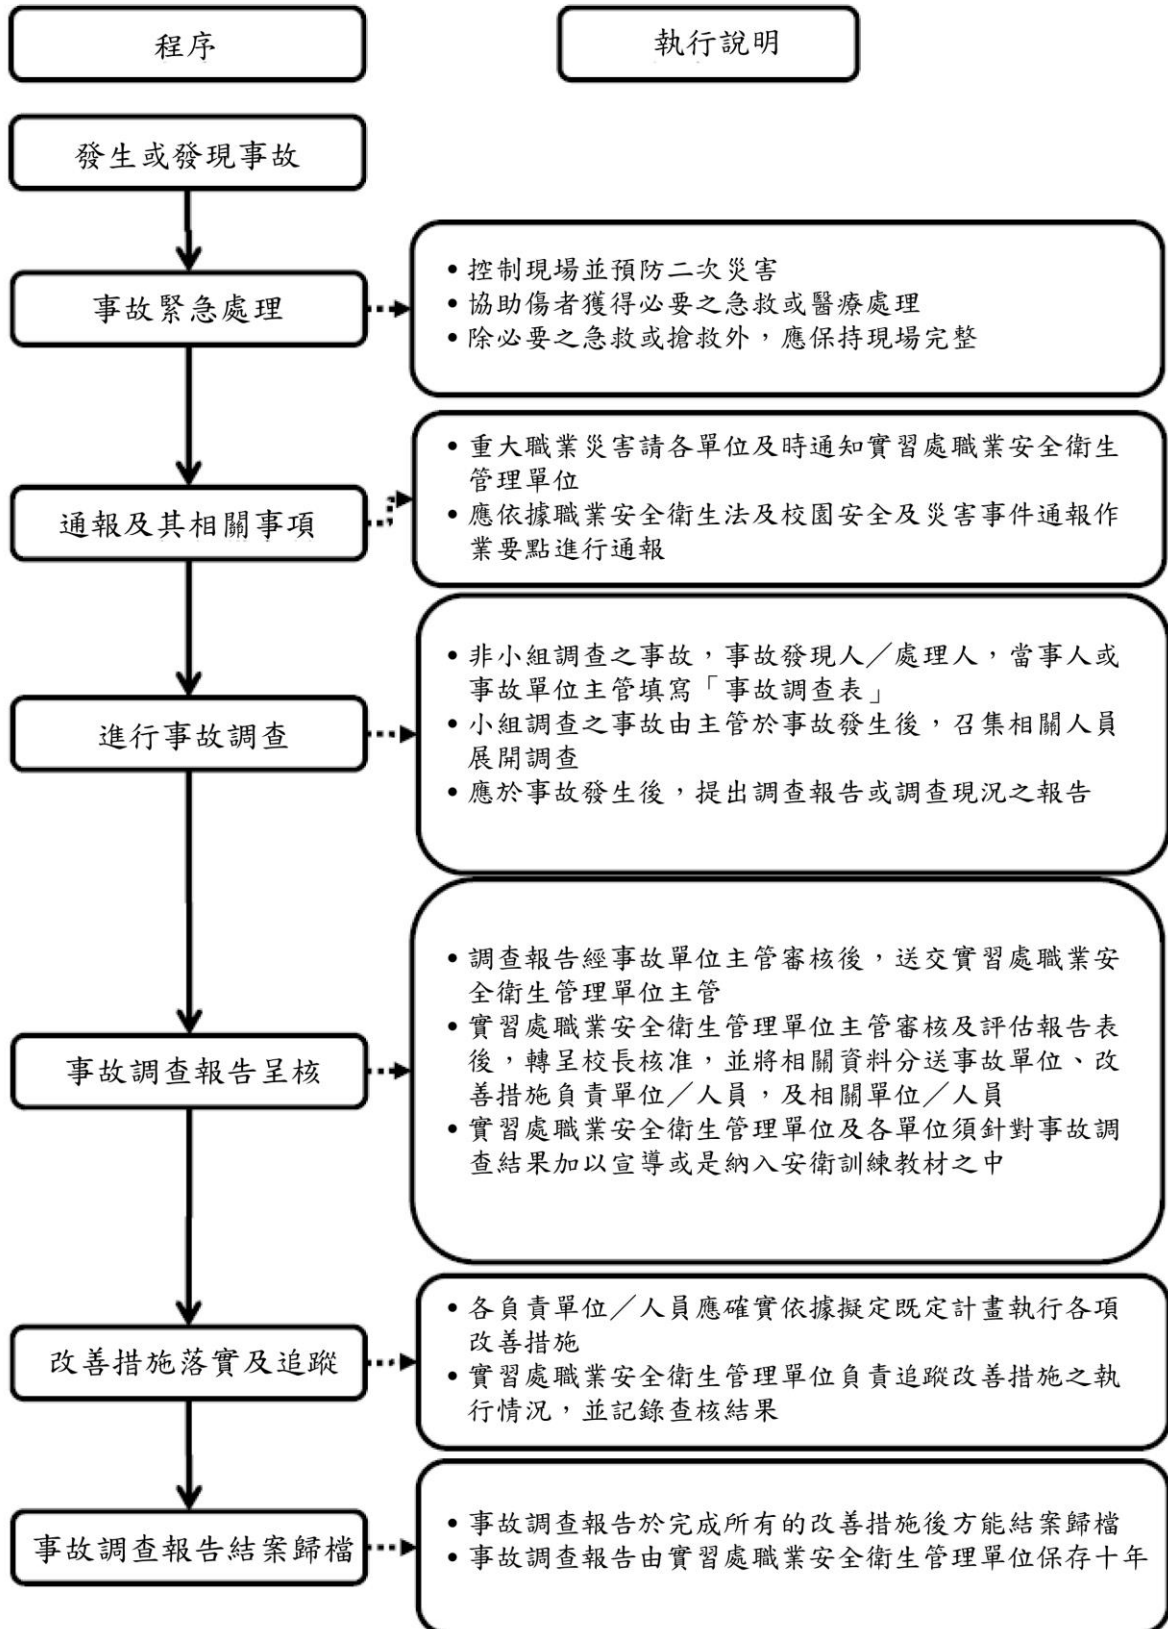 程序
執行說明
發生或發現事故
事故緊急處理
• 控制現場並預防二次災害
• 協助傷者獲得必要之急救或醫療處理
• 除必要之急救或搶救外，應保持現場完整
通報及其相關事項
• 重大職業災害請各單位及時通知實習處職業安全衛生
管理單位
• 應依據職業安全衛生法及校園安全及災害事件通報作
業要點進行通報
進行事故調查
• 非小組調查之事故，事故發現人／處理人，當事人或
事故單位主管填寫「事故調查表」
• 小組調查之事故由主管於事故發生後，召集相關人員
展開調查
• 應於事故發生後，提出調查報告或調查現況之報告
事故調查報告呈核
• 調查報告經事故單位主管審核後，送交實習處職業安
全衛生管理單位主管
• 實習處職業安全衛生管理單位主管審核及評估報告表
後，轉呈校長核准，並將相關資料分送事故單位、改
善措施負責單位／人員，及相關單位／人員
• 實習處職業安全衛生管理單位及各單位須針對事故調
查結果加以宣導或是納入安衛訓練教材之中
改善措施落實及追蹤
• 各負責單位／人員應確實依據擬定既定計畫執行各項
改善措施
• 實習處職業安全衛生管理單位負責追蹤改善措施之執
行情況，並記錄查核結果
事故調查報告結案歸檔
• 事故調查報告於完成所有的改善措施後方能結案歸檔
• 事故調查報告由實習處職業安全衛生管理單位保存十年